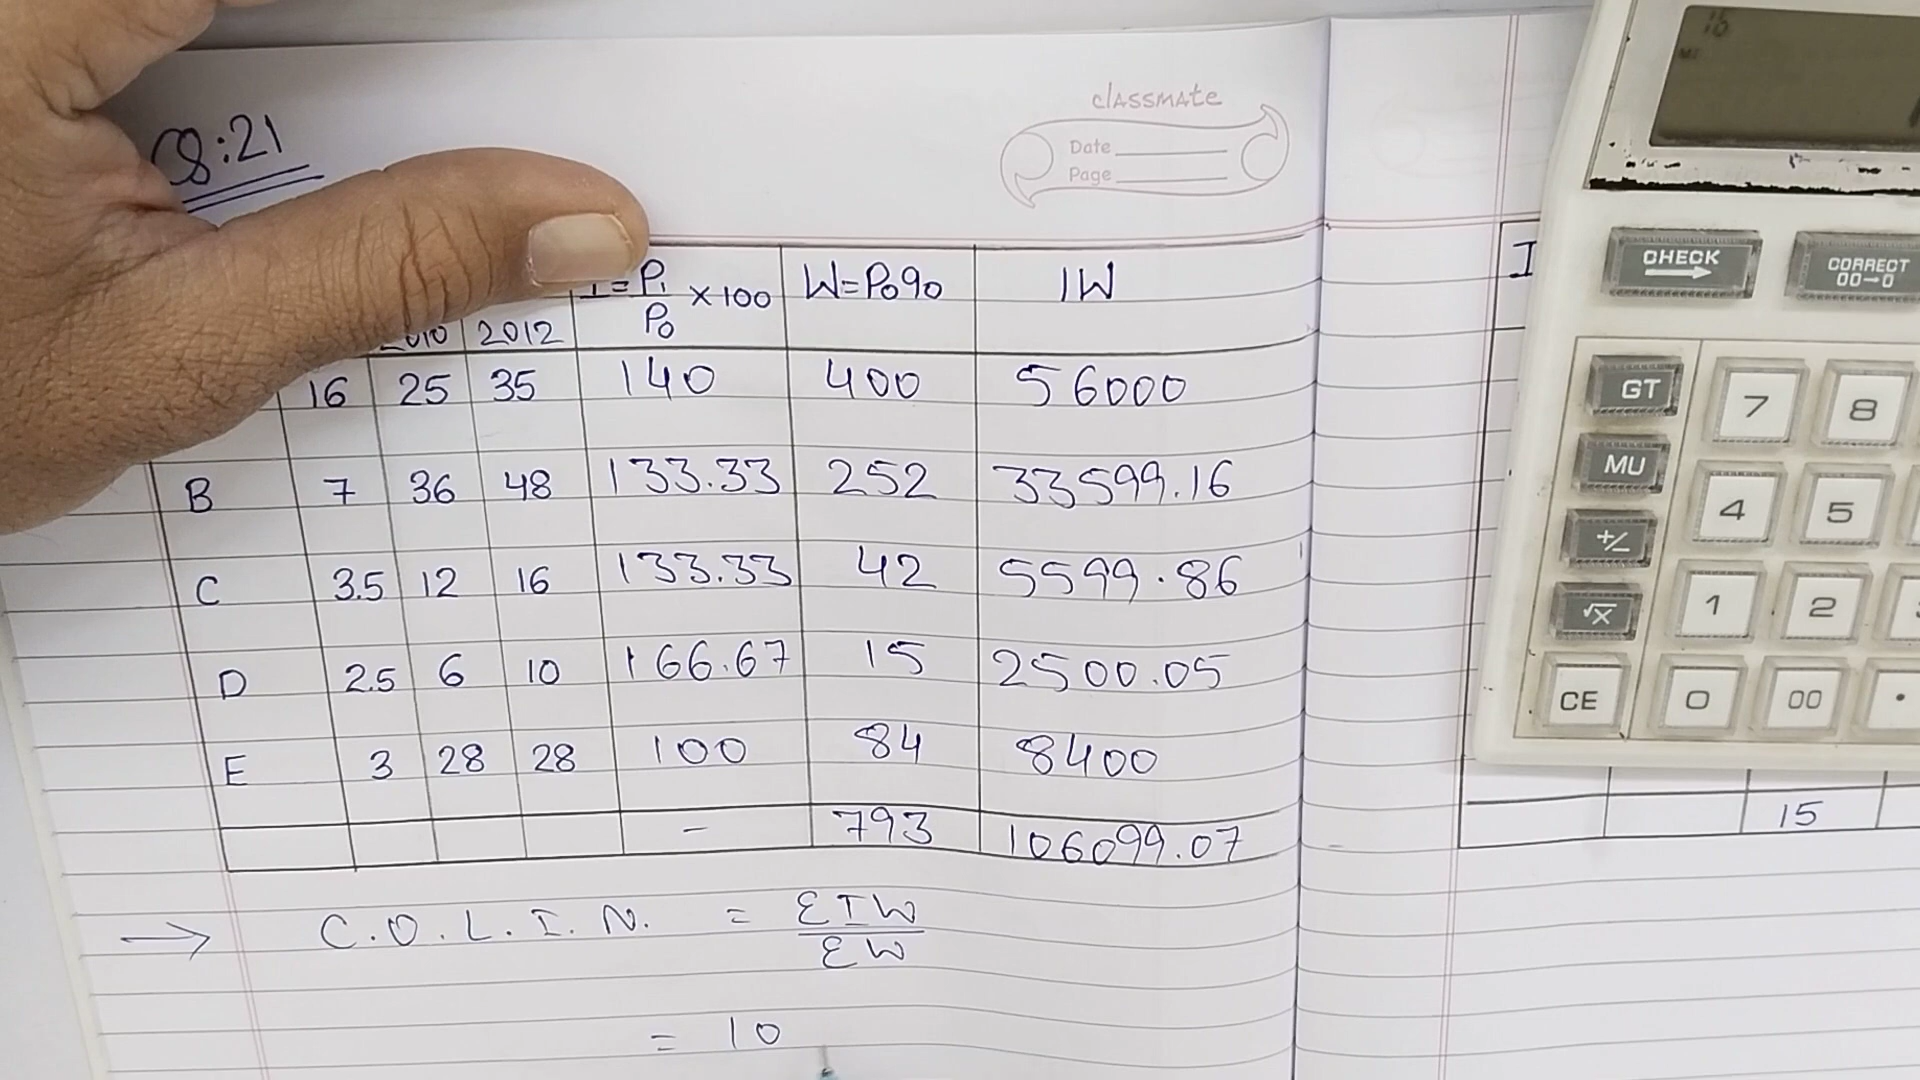 classmate
Date
Page
Q8:21
I = P1/P0 × 100 W=P0q0 IW
2010 2012
16 25 35 140 400 56000
B 7 36 48 133.33 252 33599.16
C 3.5 12 16 133.33 42 5599.86
D 2.5 6 10 166.67 15 2500.05
E 3 28 28 100 84 8400
- 793 106099.07
→ C.O.L.I.N. = ΣIW/ΣW
= 10
I
15
CHECK CORRECT 00→0
GT 7 8
MU 4 5
+/- 1 2
√x
CE 0 00 •